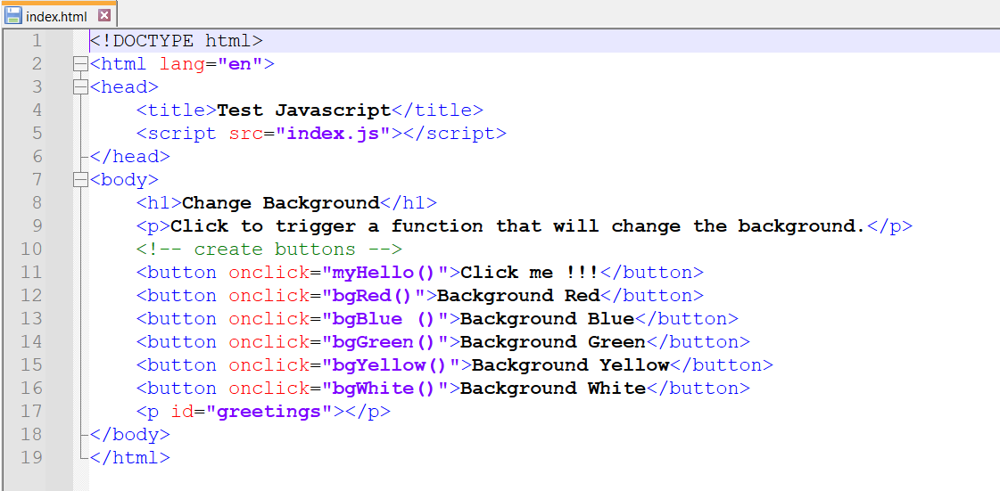 index.html
1 <!DOCTYPE html>
2 <html lang="en">
3 <head>
4 <title>Test Javascript</title>
5 <script src="index.js"></script>
6 </head>
7 <body>
8 <h1>Change Background</h1>
9 <p>Click to trigger a function that will change the background.</p>
10 <!-- create buttons -->
11 <button onclick="myHello()">Click me !!!</button>
12 <button onclick="bgRed()">Background Red</button>
13 <button onclick="bgBlue ()">Background Blue</button>
14 <button onclick="bgGreen()">Background Green</button>
15 <button onclick="bgYellow()">Background Yellow</button>
16 <button onclick="bgWhite()">Background White</button>
17 <p id="greetings"></p>
18 </body>
19 </html>